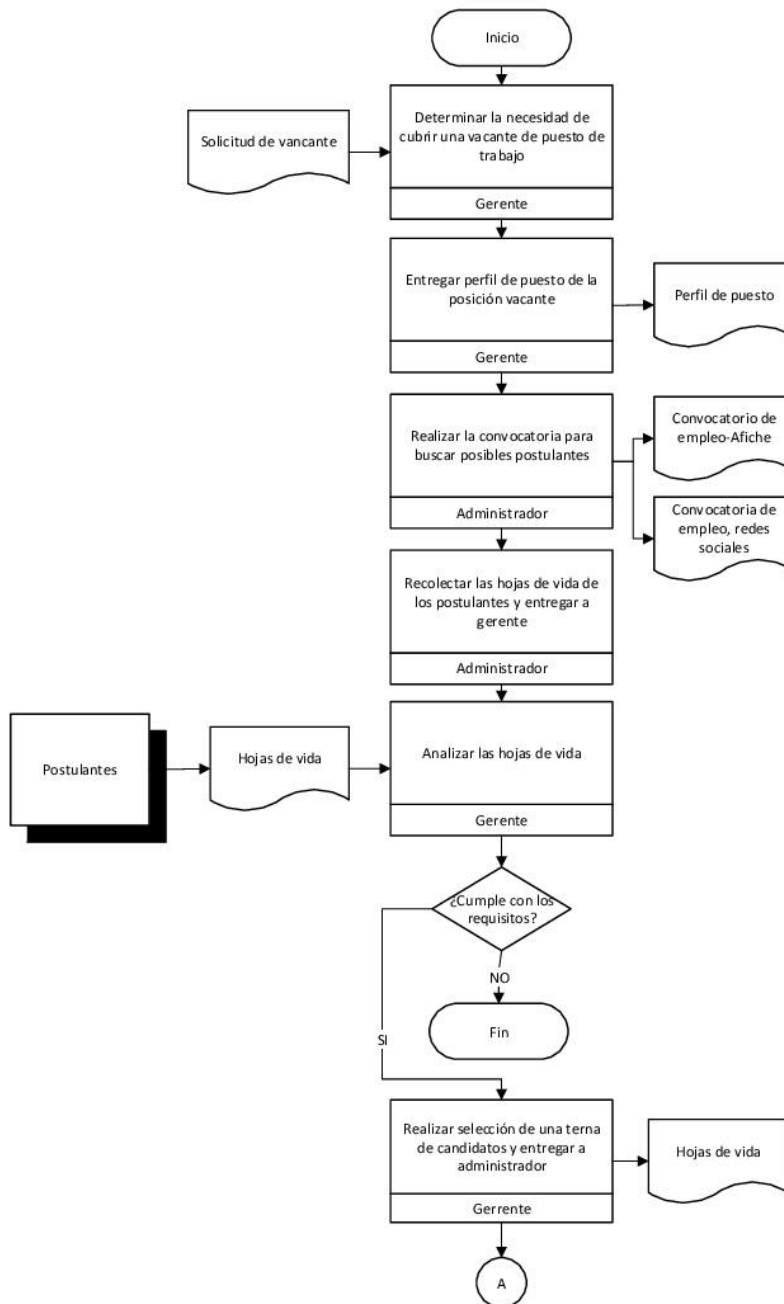 Inicio
Solicitud de vancante
Determinar la necesidad de
cubrir una vacante de puesto de
trabajo
Gerente
Entregar perfil de puesto de la
posición vacante
Gerente
Perfil de puesto
Realizar la convocatoria para
buscar posibles postulantes
Administrador
Convocatorio de
empleo-Afiche
Convocatoria de
empleo, redes
sociales
Recolectar las hojas de vida de
los postulantes y entregar a
gerente
Administrador
Postulantes
Hojas de vida
Analizar las hojas de vida
Gerente
¿Cumple con los
requisitos?
NO
Fin
SI
Realizar selección de una terna
de candidatos y entregar a
administrador
Gerrente
Hojas de vida
A